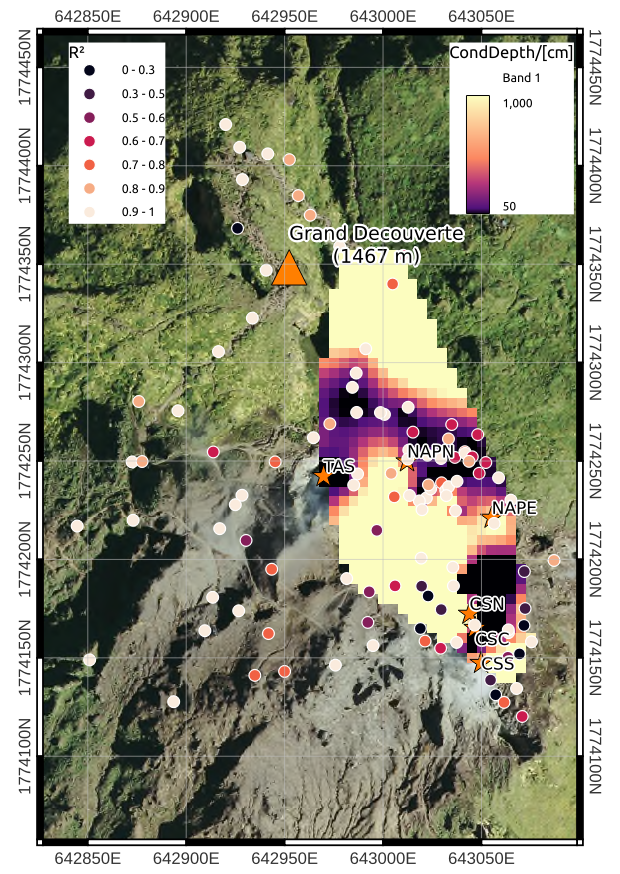 642850E 642900E 642950E 643000E 643050E
R²
0 - 0.3
0.3 - 0.5
0.5 - 0.6
0.6 - 0.7
0.7 - 0.8
0.8 - 0.9
0.9 - 1
CondDepth/[cm]
Band 1
1,000
50
1774450N 1774450N
1774400N 1774400N
1774350N 1774350N
1774300N 1774300N
1774250N 1774250N
1774200N 1774200N
1774150N 1774150N
1774100N 1774100N
Grand Decouverte
(1467 m)
NAPN
TAS
NAPE
CSN
CSC
CSS
642850E 642900E 642950E 643000E 643050E